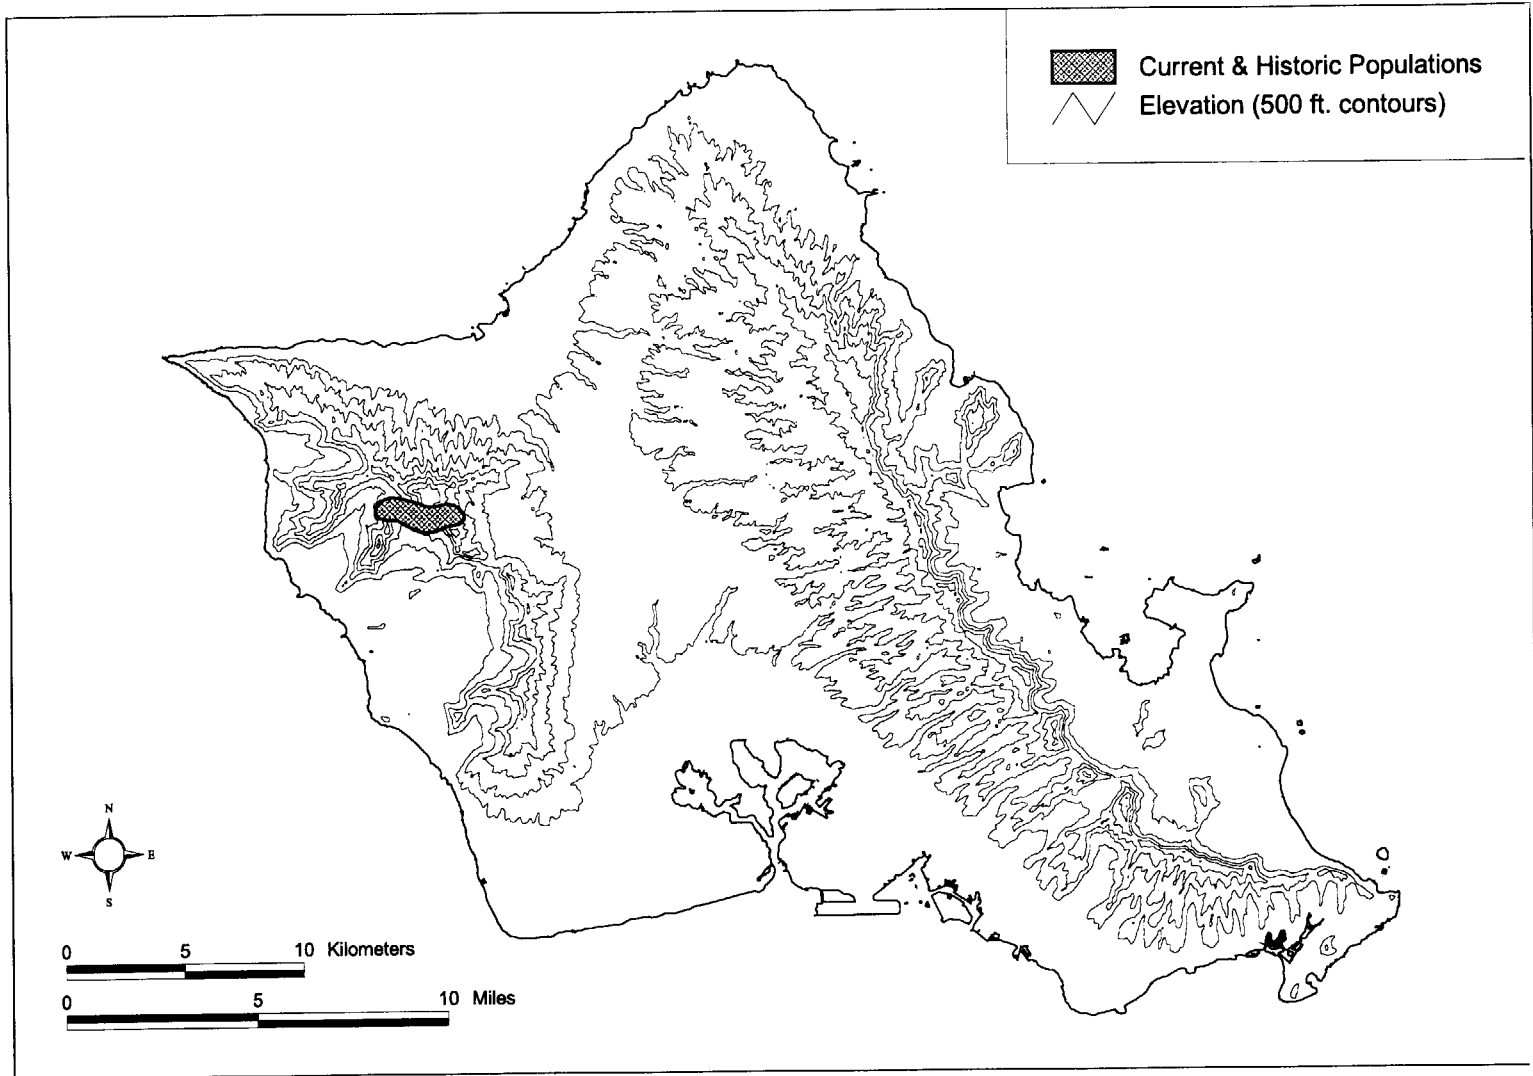 Current & Historic Populations
Elevation (500 ft. contours)
N
W E
S
0 5 10 Kilometers
0 5 10 Miles